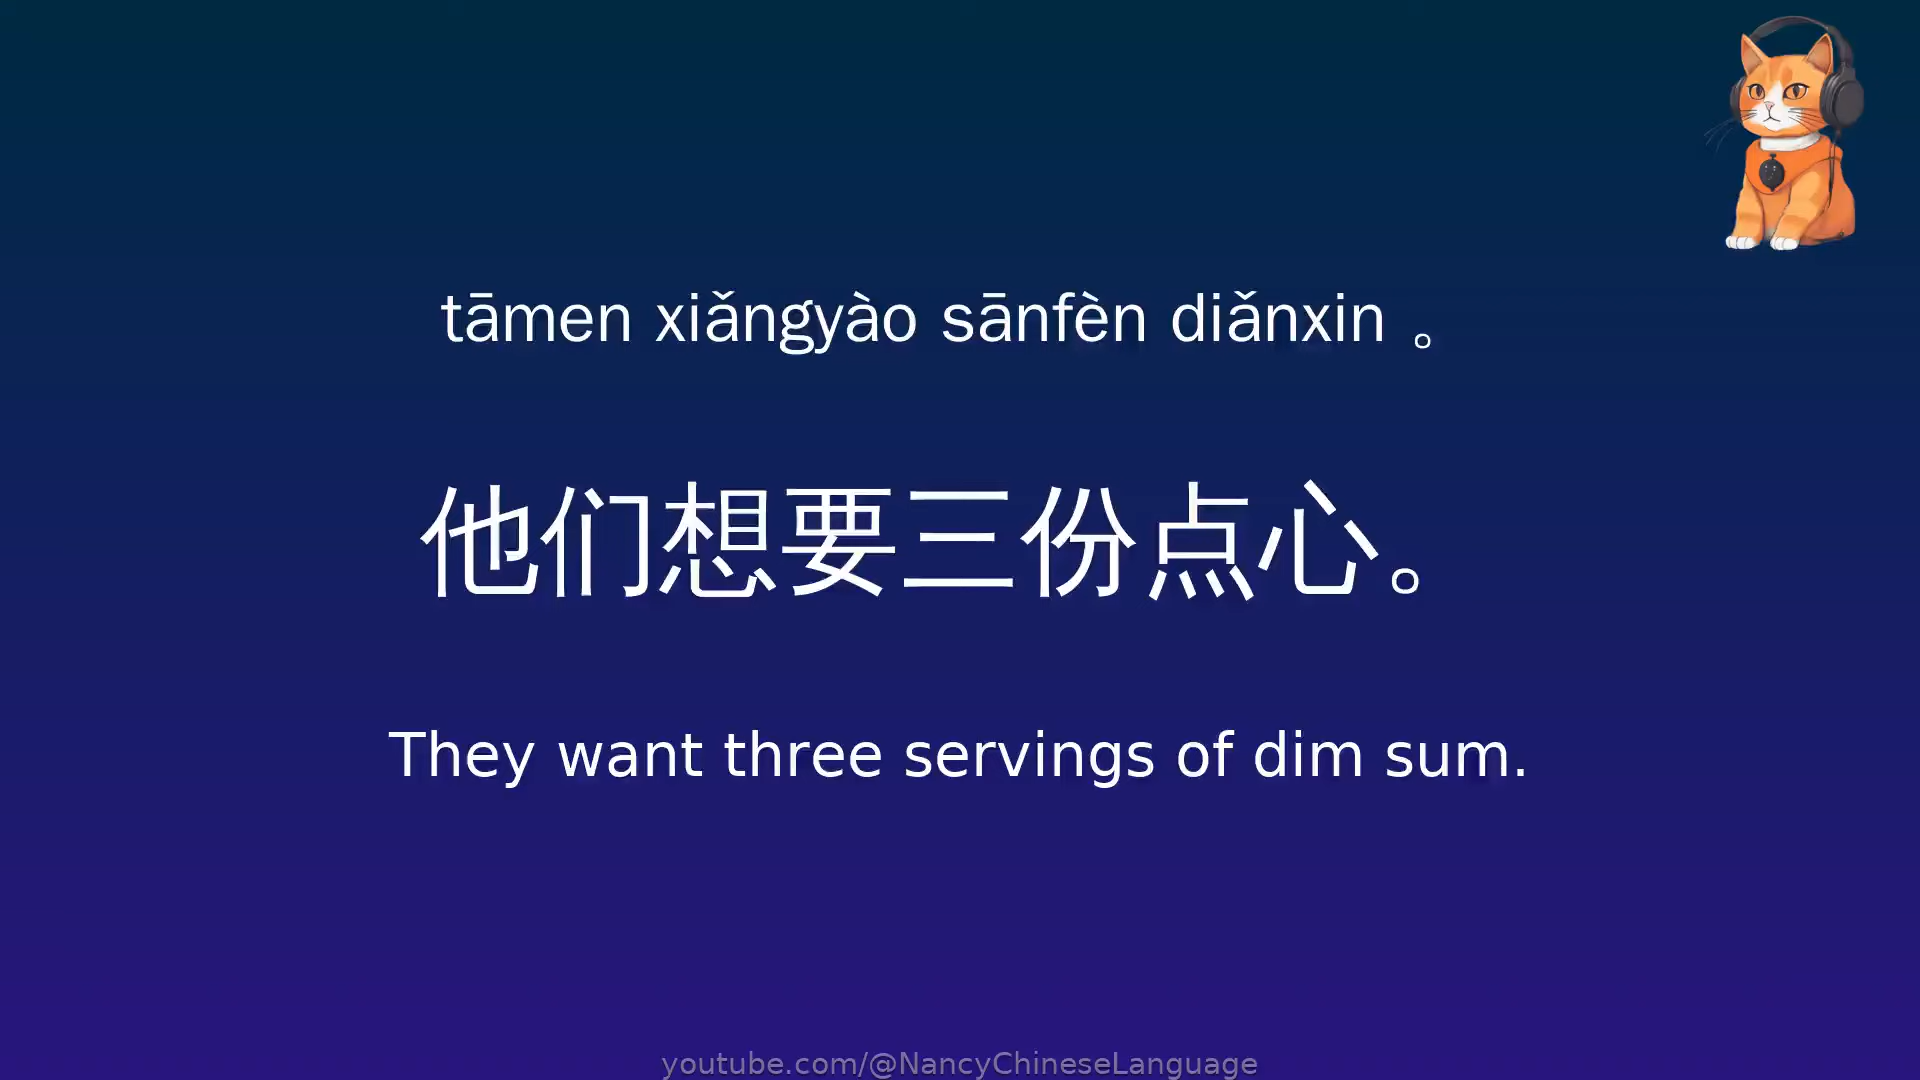 tāmen xiǎngyào sānfèn diǎnxin 。
他们想要三份点心。
They want three servings of dim sum.
youtube.com/@NancyChineseLanguage